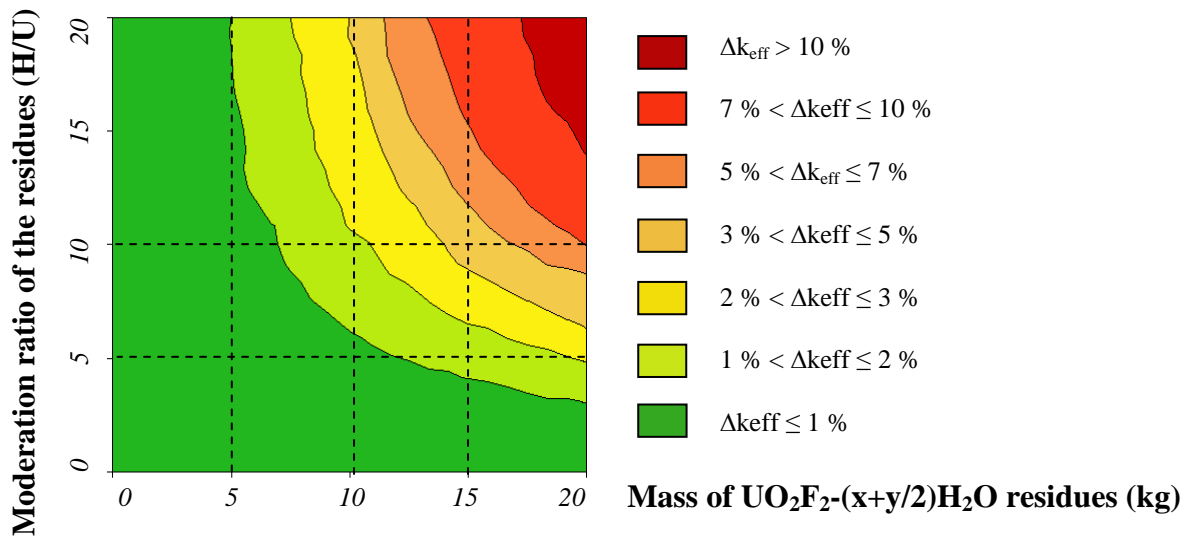 Moderation ratio of the residues (H/U)
20
15
10
5
0
0 5 10 15 20
Mass of UO₂F₂-(x+y/2)H₂O residues (kg)
Δkeff > 10 %
7 % < Δkeff ≤ 10 %
5 % < Δkeff ≤ 7 %
3 % < Δkeff ≤ 5 %
2 % < Δkeff ≤ 3 %
1 % < Δkeff ≤ 2 %
Δkeff ≤ 1 %